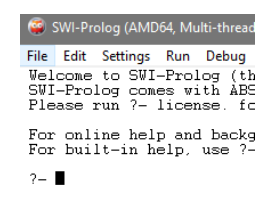 SWI-Prolog (AMD64, Multi-thread
File Edit Settings Run Debug
Welcome to SWI-Prolog (th
SWI-Prolog comes with ABS
Please run ?- license. fo
For online help and backg
For built-in help, use ?-
?-